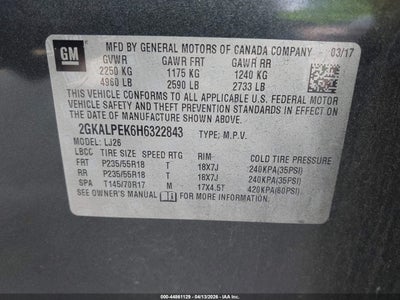 GM
MFD BY GENERAL MOTORS OF CANADA COMPANY 03/17
GVWR GAWR FRT GAWR RR
2250 KG 1175 KG 1240 KG
4960 LB 2590 LB 2733 LB
THIS VEHICLE CONFORMS TO ALL APPLICABLE U.S. FEDERAL MOTOR
VEHICLE SAFETY AND THEFT PREVENTION STANDARDS IN EFFECT ON
THE DATE OF MANUFACTURE SHOWN ABOVE.
2GKALPEK6H6322843 TYPE: M.P.V.
MODEL: LJ26
LBCC TIRE SIZE SPEED RTG RIM COLD TIRE PRESSURE
FRT P235/55R18 T 18X7J 240KPA(35PSI)
RR P235/55R18 T 18X7J 240KPA(35PSI)
SPA T145/70R17 M 17X4.5T 420KPA(60PSI)
SEE OWNER'S MANUAL FOR MORE INFORMATION.
000-44861129 - 04/13/2026 - USAGE